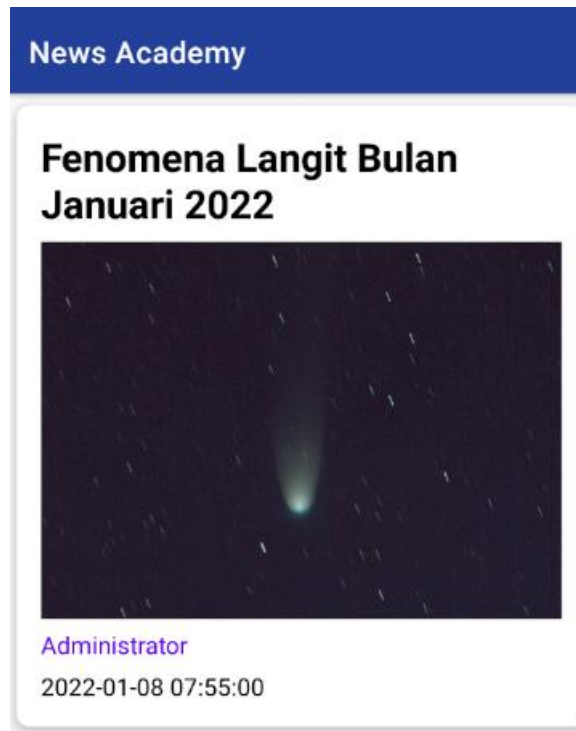 News Academy
Fenomena Langit Bulan
Januari 2022
Administrator
2022-01-08 07:55:00